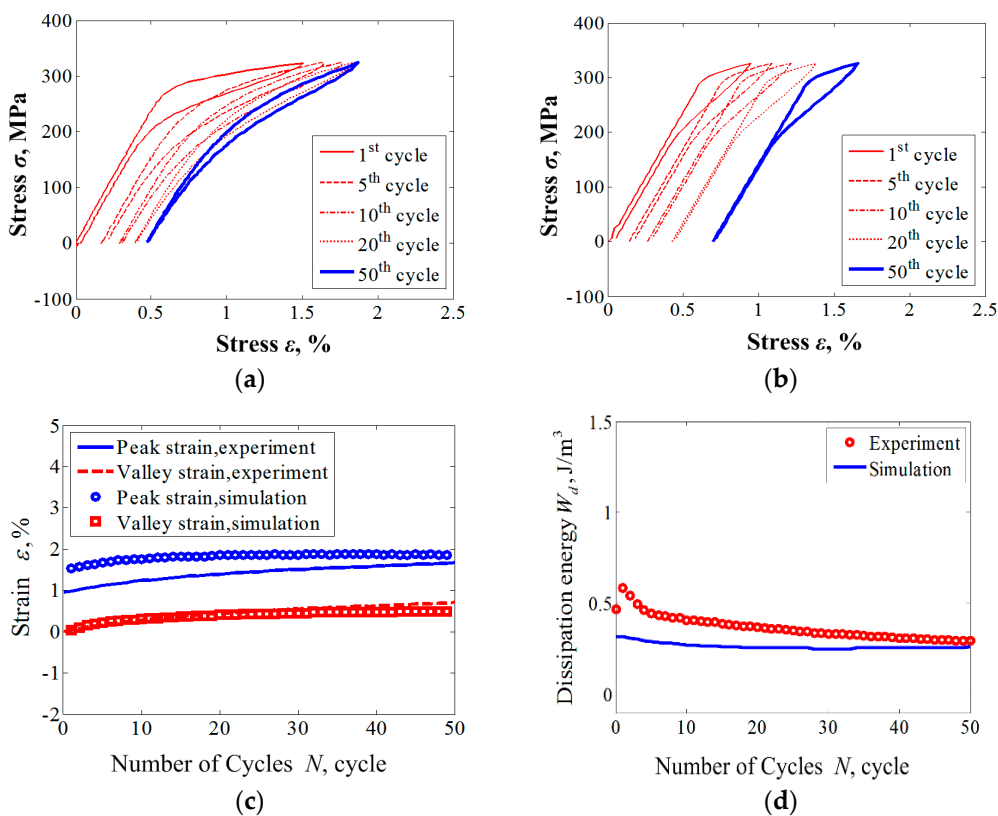 400
300
200
100
0
-100
0
0.5
1
1.5
2
2.5
Stress σ, MPa
Stress ε, %
1st cycle
5th cycle
10th cycle
20th cycle
50th cycle
(a)
400
300
200
100
0
-100
0
0.5
1
1.5
2
2.5
Stress σ, MPa
Stress ε, %
1st cycle
5th cycle
10th cycle
20th cycle
50th cycle
(b)
5
4
3
2
1
0
-1
-2
0
10
20
30
40
50
Strain ε, %
Number of Cycles N, cycle
Peak strain,experiment
Valley strain,experiment
Peak strain,simulation
Valley strain,simulation
(c)
1.5
1
0.5
0
0
10
20
30
40
50
Dissipation energy Wd, J/m3
Number of Cycles N, cycle
Experiment
Simulation
(d)